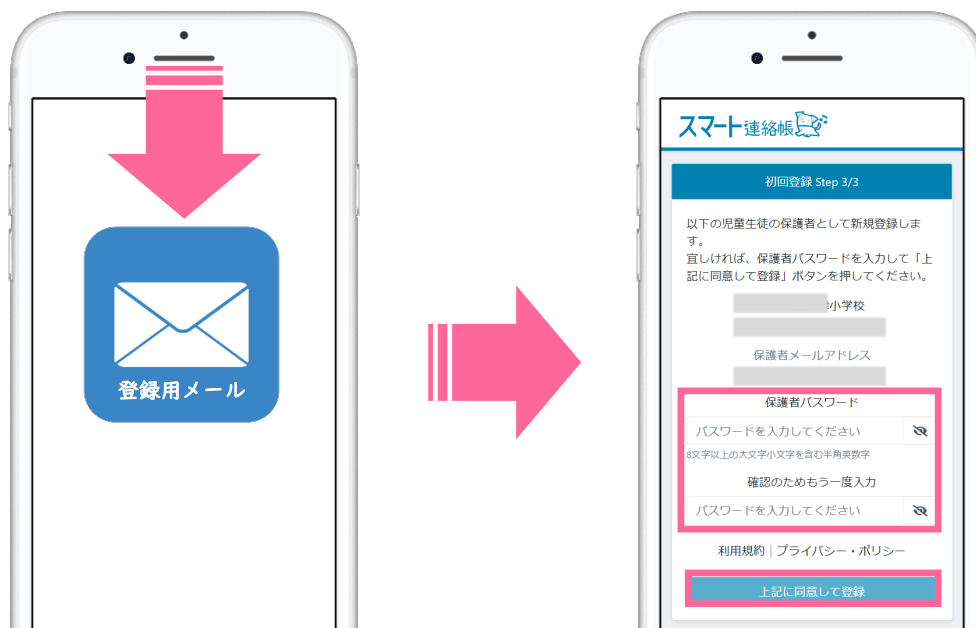 登録用メール
スマート連絡帳
初回登録 Step 3/3
以下の児童生徒の保護者として新規登録しま
す。
宜しければ、保護者パスワードを入力して「上
記に同意して登録」ボタンを押してください。
小学校
保護者メールアドレス
保護者パスワード
パスワードを入力してください
8文字以上の大文字小文字を含む半角英数字
確認のためもう一度入力
パスワードを入力してください
利用規約｜プライバシー・ポリシー
上記に同意して登録